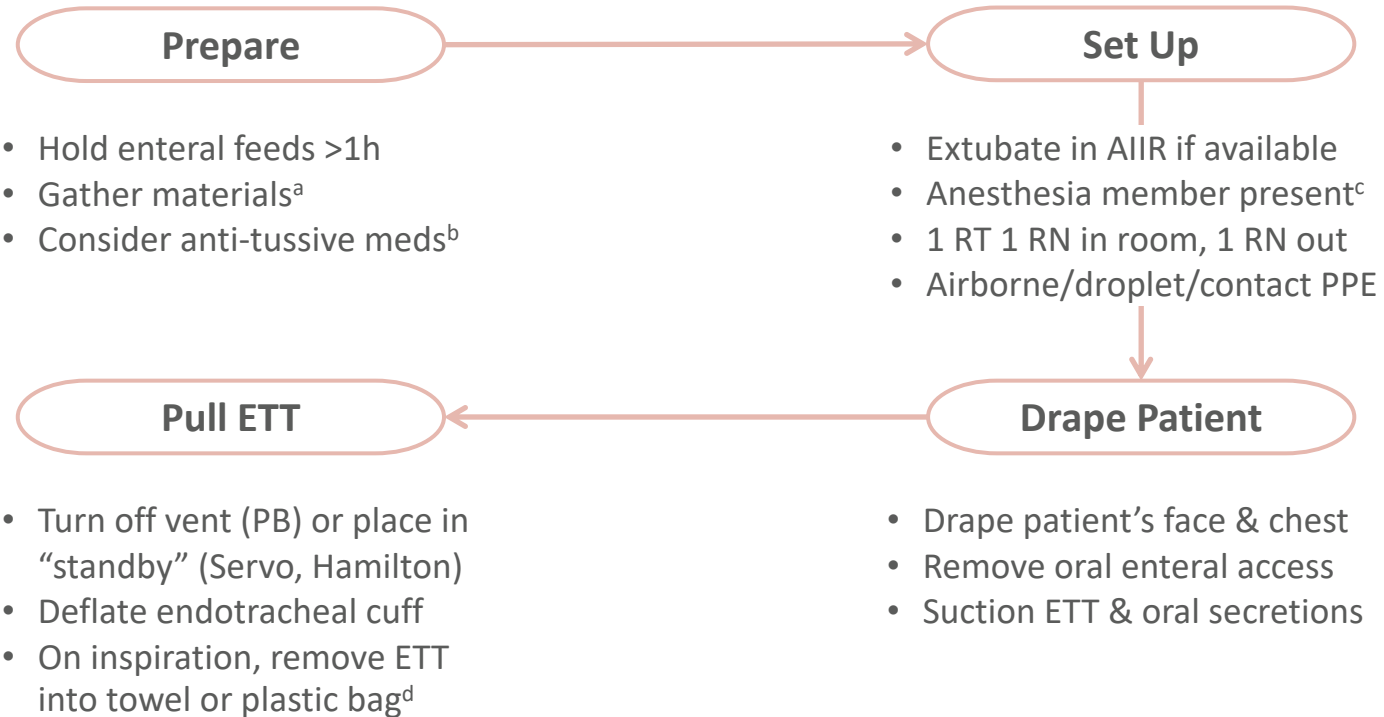 Prepare
• Hold enteral feeds >1h
• Gather materialsᵃ
• Consider anti-tussive medsᵇ
Set Up
• Extubate in AIIR if available
• Anesthesia member presentᶜ
• 1 RT 1 RN in room, 1 RN out
• Airborne/droplet/contact PPE
Drape Patient
• Drape patient’s face & chest
• Remove oral enteral access
• Suction ETT & oral secretions
Pull ETT
• Turn off vent (PB) or place in
“standby” (Servo, Hamilton)
• Deflate endotracheal cuff
• On inspiration, remove ETT
into towel or plastic bagᵈ